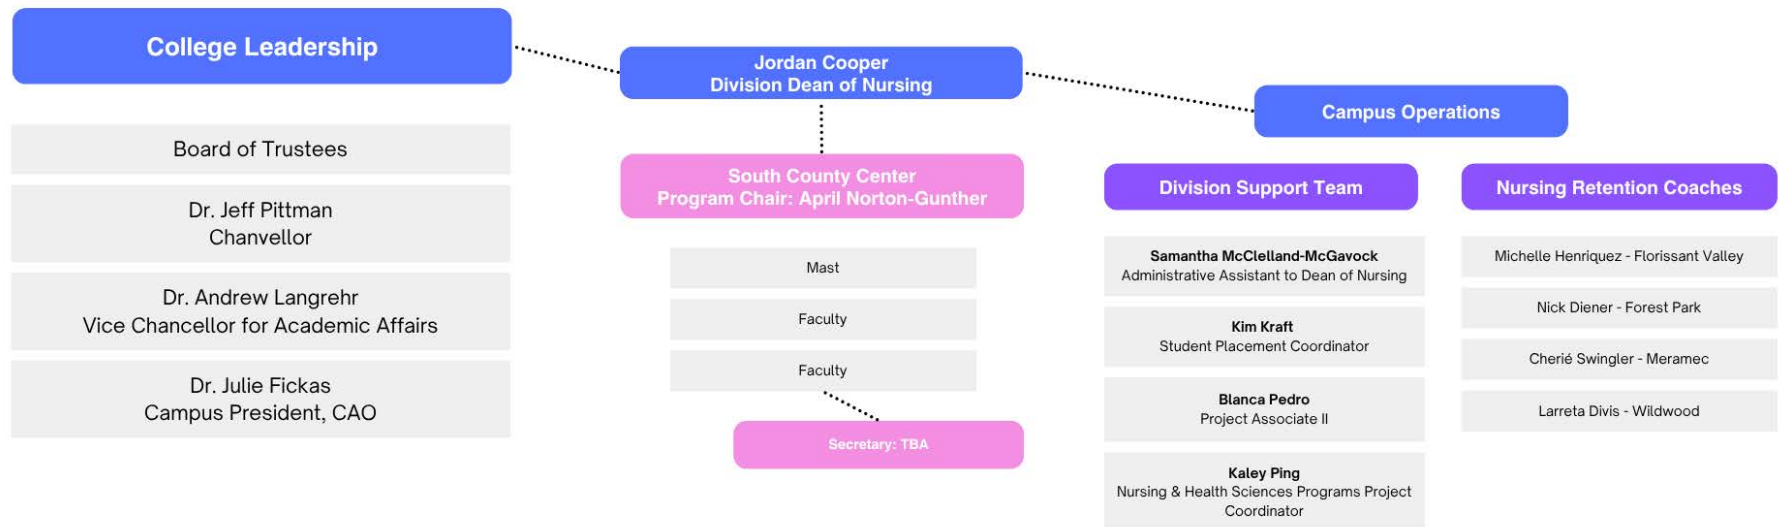 College Leadership
Board of Trustees
Dr. Jeff Pittman
Chanvellor
Dr. Andrew Langrehr
Vice Chancellor for Academic Affairs
Dr. Julie Fickas
Campus President, CAO
Jordan Cooper
Division Dean of Nursing
South County Center
Program Chair: April Norton-Gunther
Mast
Faculty
Faculty
Secretary: TBA
Campus Operations
Division Support Team
Samantha McClelland-McGavock
Administrative Assistant to Dean of Nursing
Kim Kraft
Student Placement Coordinator
Blanca Pedro
Project Associate II
Kaley Ping
Nursing & Health Sciences Programs Project
Coordinator
Nursing Retention Coaches
Michelle Henriquez - Florissant Valley
Nick Diener - Forest Park
Cherié Swingler - Meramec
Larreta Divis - Wildwood